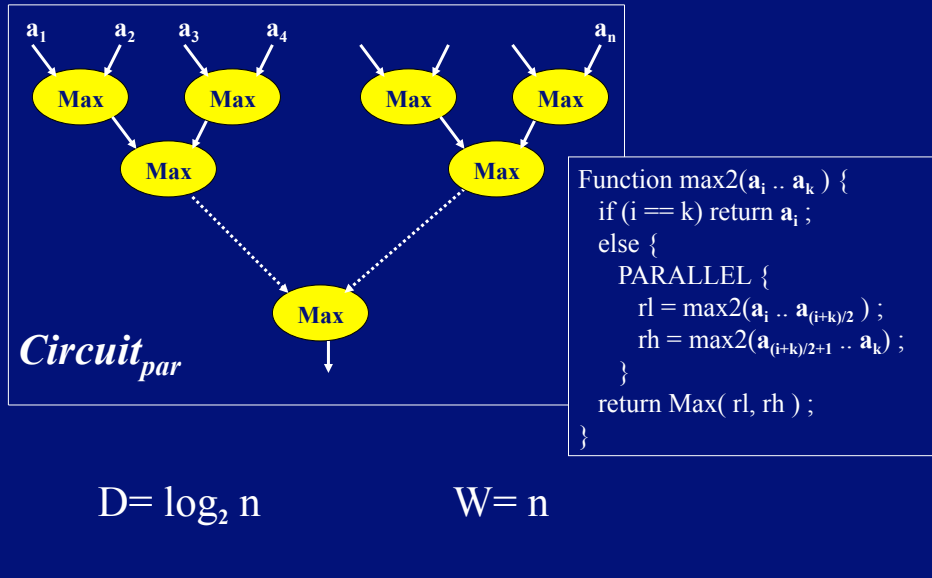 a₁ a₂ a₃ a₄ aₙ
Max Max Max Max
Max Max
Max
Circuit_par
Function max2(aᵢ .. aₖ ) {
if (i == k) return aᵢ ;
else {
PARALLEL {
rl = max2(aᵢ .. a₍ᵢ₊ₖ₎/₂ ) ;
rh = max2(a₍ᵢ₊ₖ₎/₂₊₁ .. aₖ) ;
}
return Max( rl, rh ) ;
}
D= log₂ n W= n